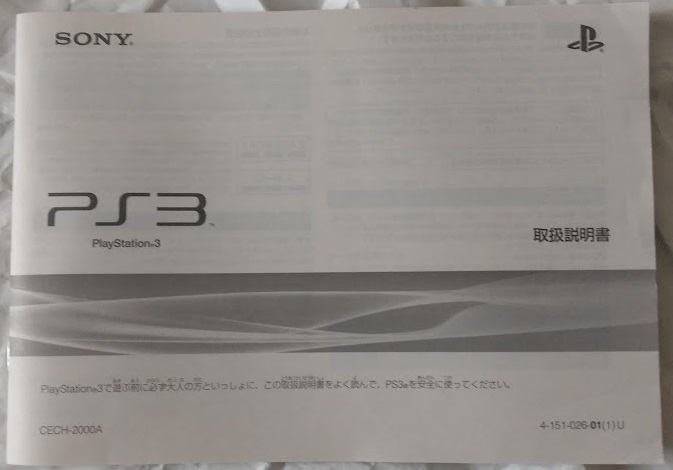 SONY®
PS3™
PlayStation®3
取扱説明書
PlayStation®3で遊ぶ前に必ず大人の方といっしょに、この取扱説明書をよく読んで、PS3®を安全に使ってください。
CECH-2000A
4-151-026-01(1)U